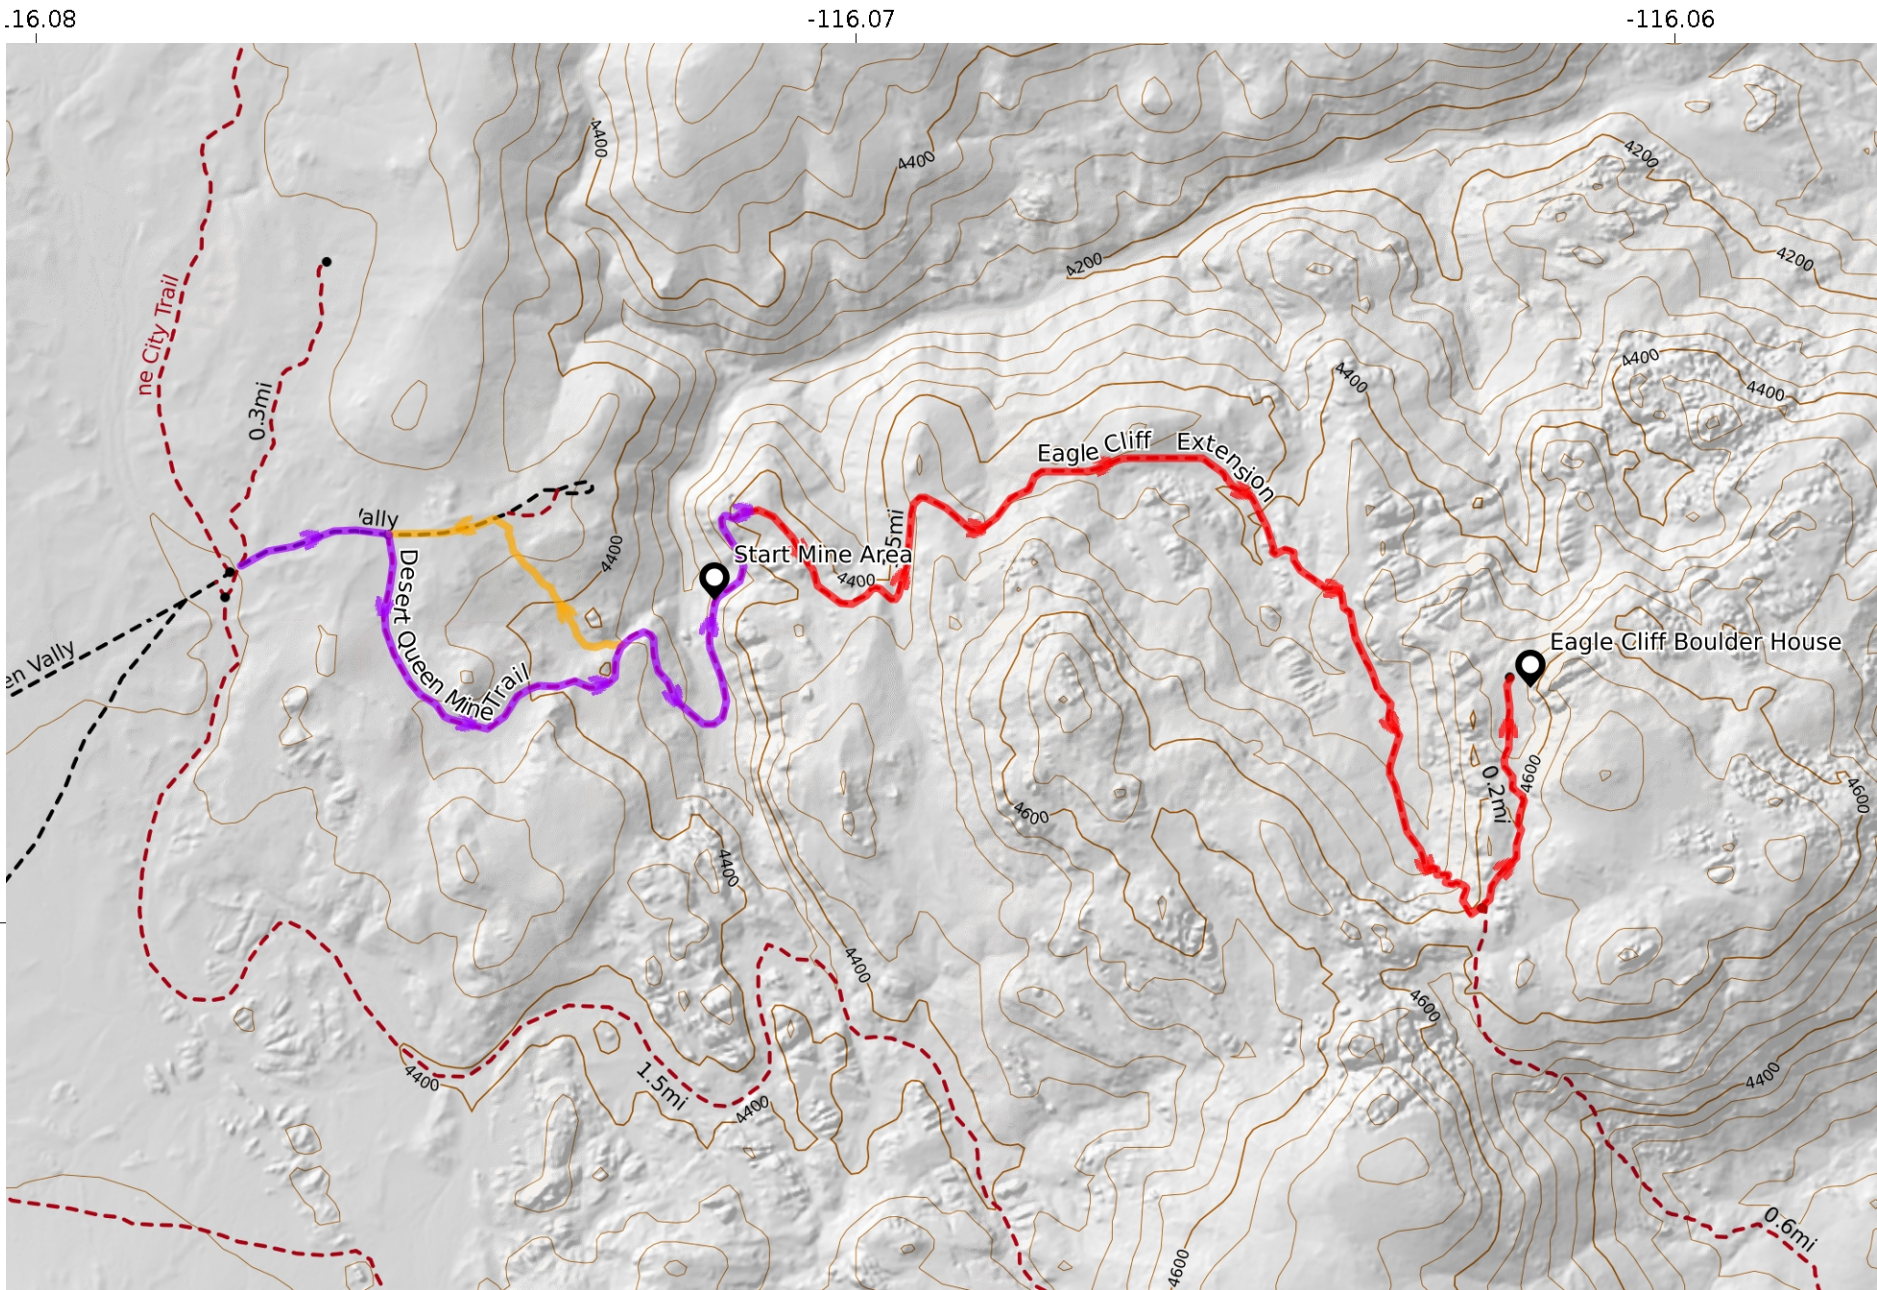 .16.08
-116.07
-116.06
4400
4400
4200
4200
4200
ne City Trail
0.3mi
4400
4400
4400
Eagle Cliff Extension
'ally
.5mi
4400
Start Mine Area
4400
Desert Queen Mine Trail
en Vally
Eagle Cliff Boulder House
0.2mi
4600
4600
4600
4400
4400
4600
4400
1.5mi
4400
4400
0.6mi
4600